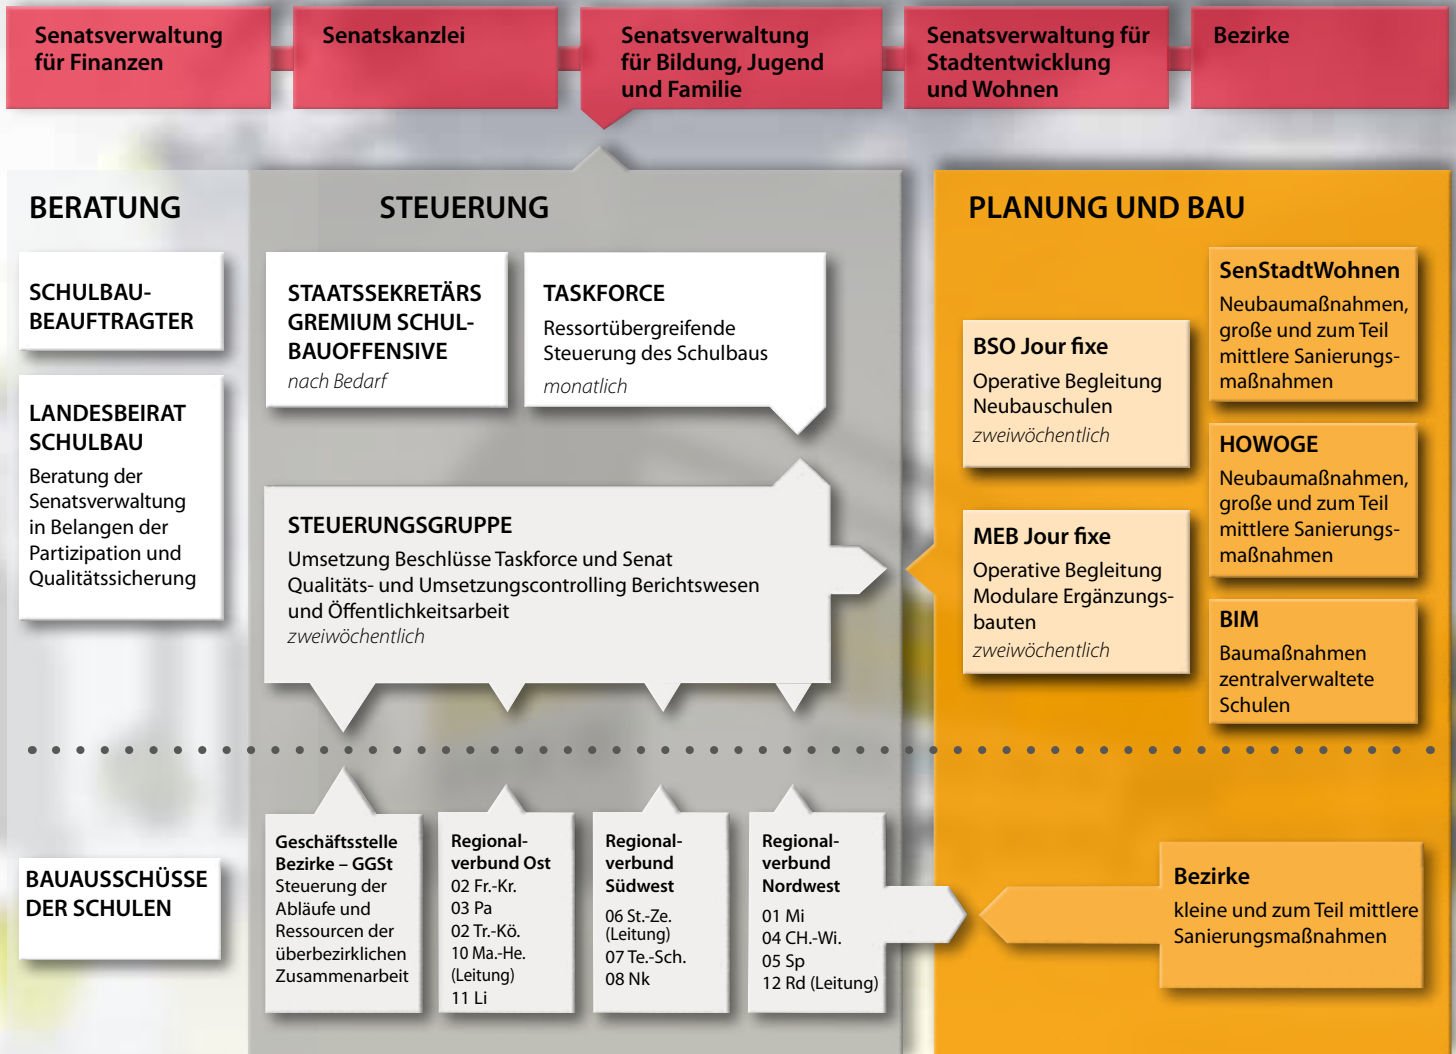 Senatsverwaltung
für Finanzen
Senatskanzlei
Senatsverwaltung
für Bildung, Jugend
und Familie
Senatsverwaltung für
Stadtentwicklung
und Wohnen
Bezirke
BERATUNG
SCHULBAU-
BEAUFTRAGTER
LANDESBEIRAT
SCHULBAU
Beratung der
Senatsverwaltung
in Belangen der
Partizipation und
Qualitätssicherung
BAUAUSSCHÜSSE
DER SCHULEN
STEUERUNG
STAATSSEKRETÄRS
GREMIUM SCHUL-
BAUOFFENSIVE
nach Bedarf
TASKFORCE
Ressortübergreifende
Steuerung des Schulbaus
monatlich
STEUERUNGSGRUPPE
Umsetzung Beschlüsse Taskforce und Senat
Qualitäts- und Umsetzungscontrolling Berichtswesen
und Öffentlichkeitsarbeit
zweiwöchentlich
Geschäftsstelle
Bezirke – GGSt
Steuerung der
Abläufe und
Ressourcen der
überbezirklichen
Zusammenarbeit
Regional-
verbund Ost
02 Fr.-Kr.
03 Pa
02 Tr.-Kö.
10 Ma.-He.
(Leitung)
11 Li
Regional-
verbund
Südwest
06 St.-Ze.
(Leitung)
07 Te.-Sch.
08 Nk
Regional-
verbund
Nordwest
01 Mi
04 CH.-Wi.
05 Sp
12 Rd (Leitung)
PLANUNG UND BAU
BSO Jour fixe
Operative Begleitung
Neubauschulen
zweiwöchentlich
MEB Jour fixe
Operative Begleitung
Modulare Ergänzungs-
bauten
zweiwöchentlich
SenStadtWohnen
Neubaumaßnahmen,
große und zum Teil
mittlere Sanierungs-
maßnahmen
HOWOGE
Neubaumaßnahmen,
große und zum Teil
mittlere Sanierungs-
maßnahmen
BIM
Baumaßnahmen
zentralverwaltete
Schulen
Bezirke
kleine und zum Teil mittlere
Sanierungsmaßnahmen